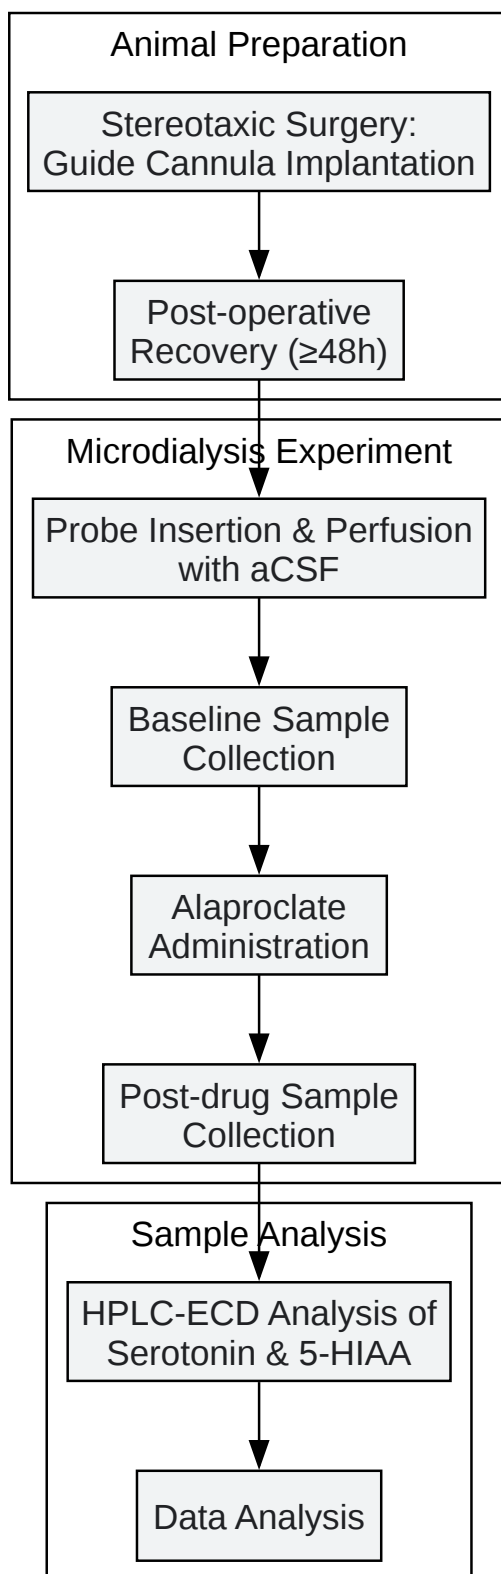 Animal Preparation
Stereotaxic Surgery:
Guide Cannula Implantation
Post-operative
Recovery (≥48h)
Microdialysis Experiment
Probe Insertion & Perfusion
with aCSF
Baseline Sample
Collection
Alaproclate
Administration
Post-drug Sample
Collection
Sample Analysis
HPLC-ECD Analysis of
Serotonin & 5-HIAA
Data Analysis